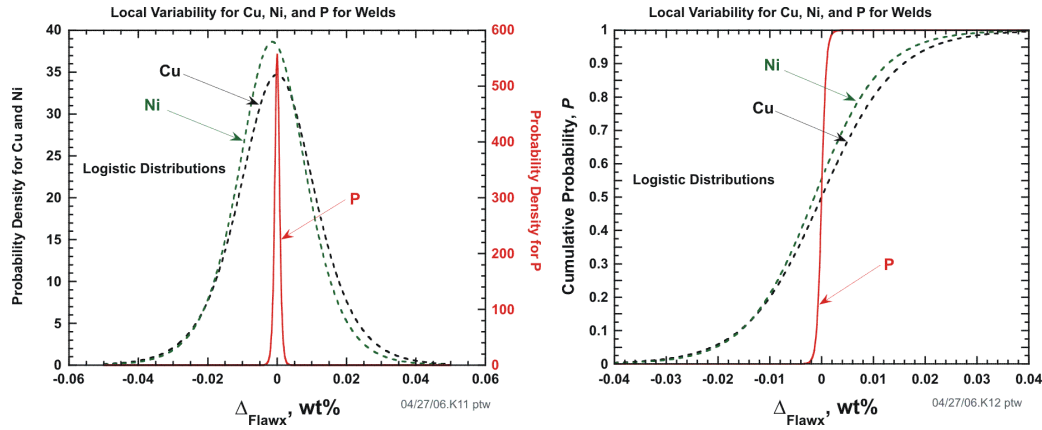 Local Variability for Cu, Ni, and P for Welds
Probability Density for Cu and Ni
40
35
30
25
20
15
10
5
0
Cu
Ni
Logistic Distributions
P
600
500
400
300
200
100
0
Probability Density for P
-0.06
-0.04
-0.02
0
0.02
0.04
0.06
Δ_Flawx, wt%
04/27/06.K11 ptw
Local Variability for Cu, Ni, and P for Welds
Cumulative Probability, P
1
0.9
0.8
0.7
0.6
0.5
0.4
0.3
0.2
0.1
0
Ni
Cu
Logistic Distributions
P
-0.04
-0.03
-0.02
-0.01
0
0.01
0.02
0.03
0.04
Δ_Flawx, wt%
04/27/06.K12 ptw